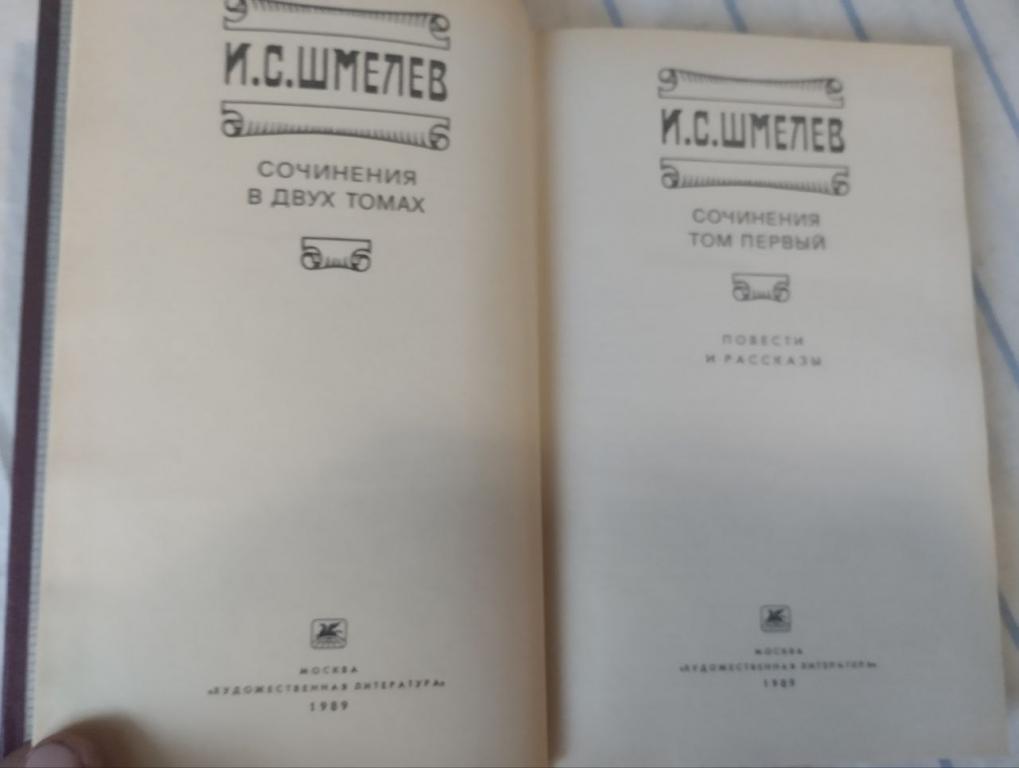 И.С.ШМЕЛЕВ
СОЧИНЕНИЯ
В ДВУХ ТОМАХ
МОСКВА
«ХУДОЖЕСТВЕННАЯ ЛИТЕРАТУРА»
1989
И.С.ШМЕЛЕВ
СОЧИНЕНИЯ
ТОМ ПЕРВЫЙ
ПОВЕСТИ
И РАССКАЗЫ
МОСКВА
«ХУДОЖЕСТВЕННАЯ ЛИТЕРАТУРА»
1989